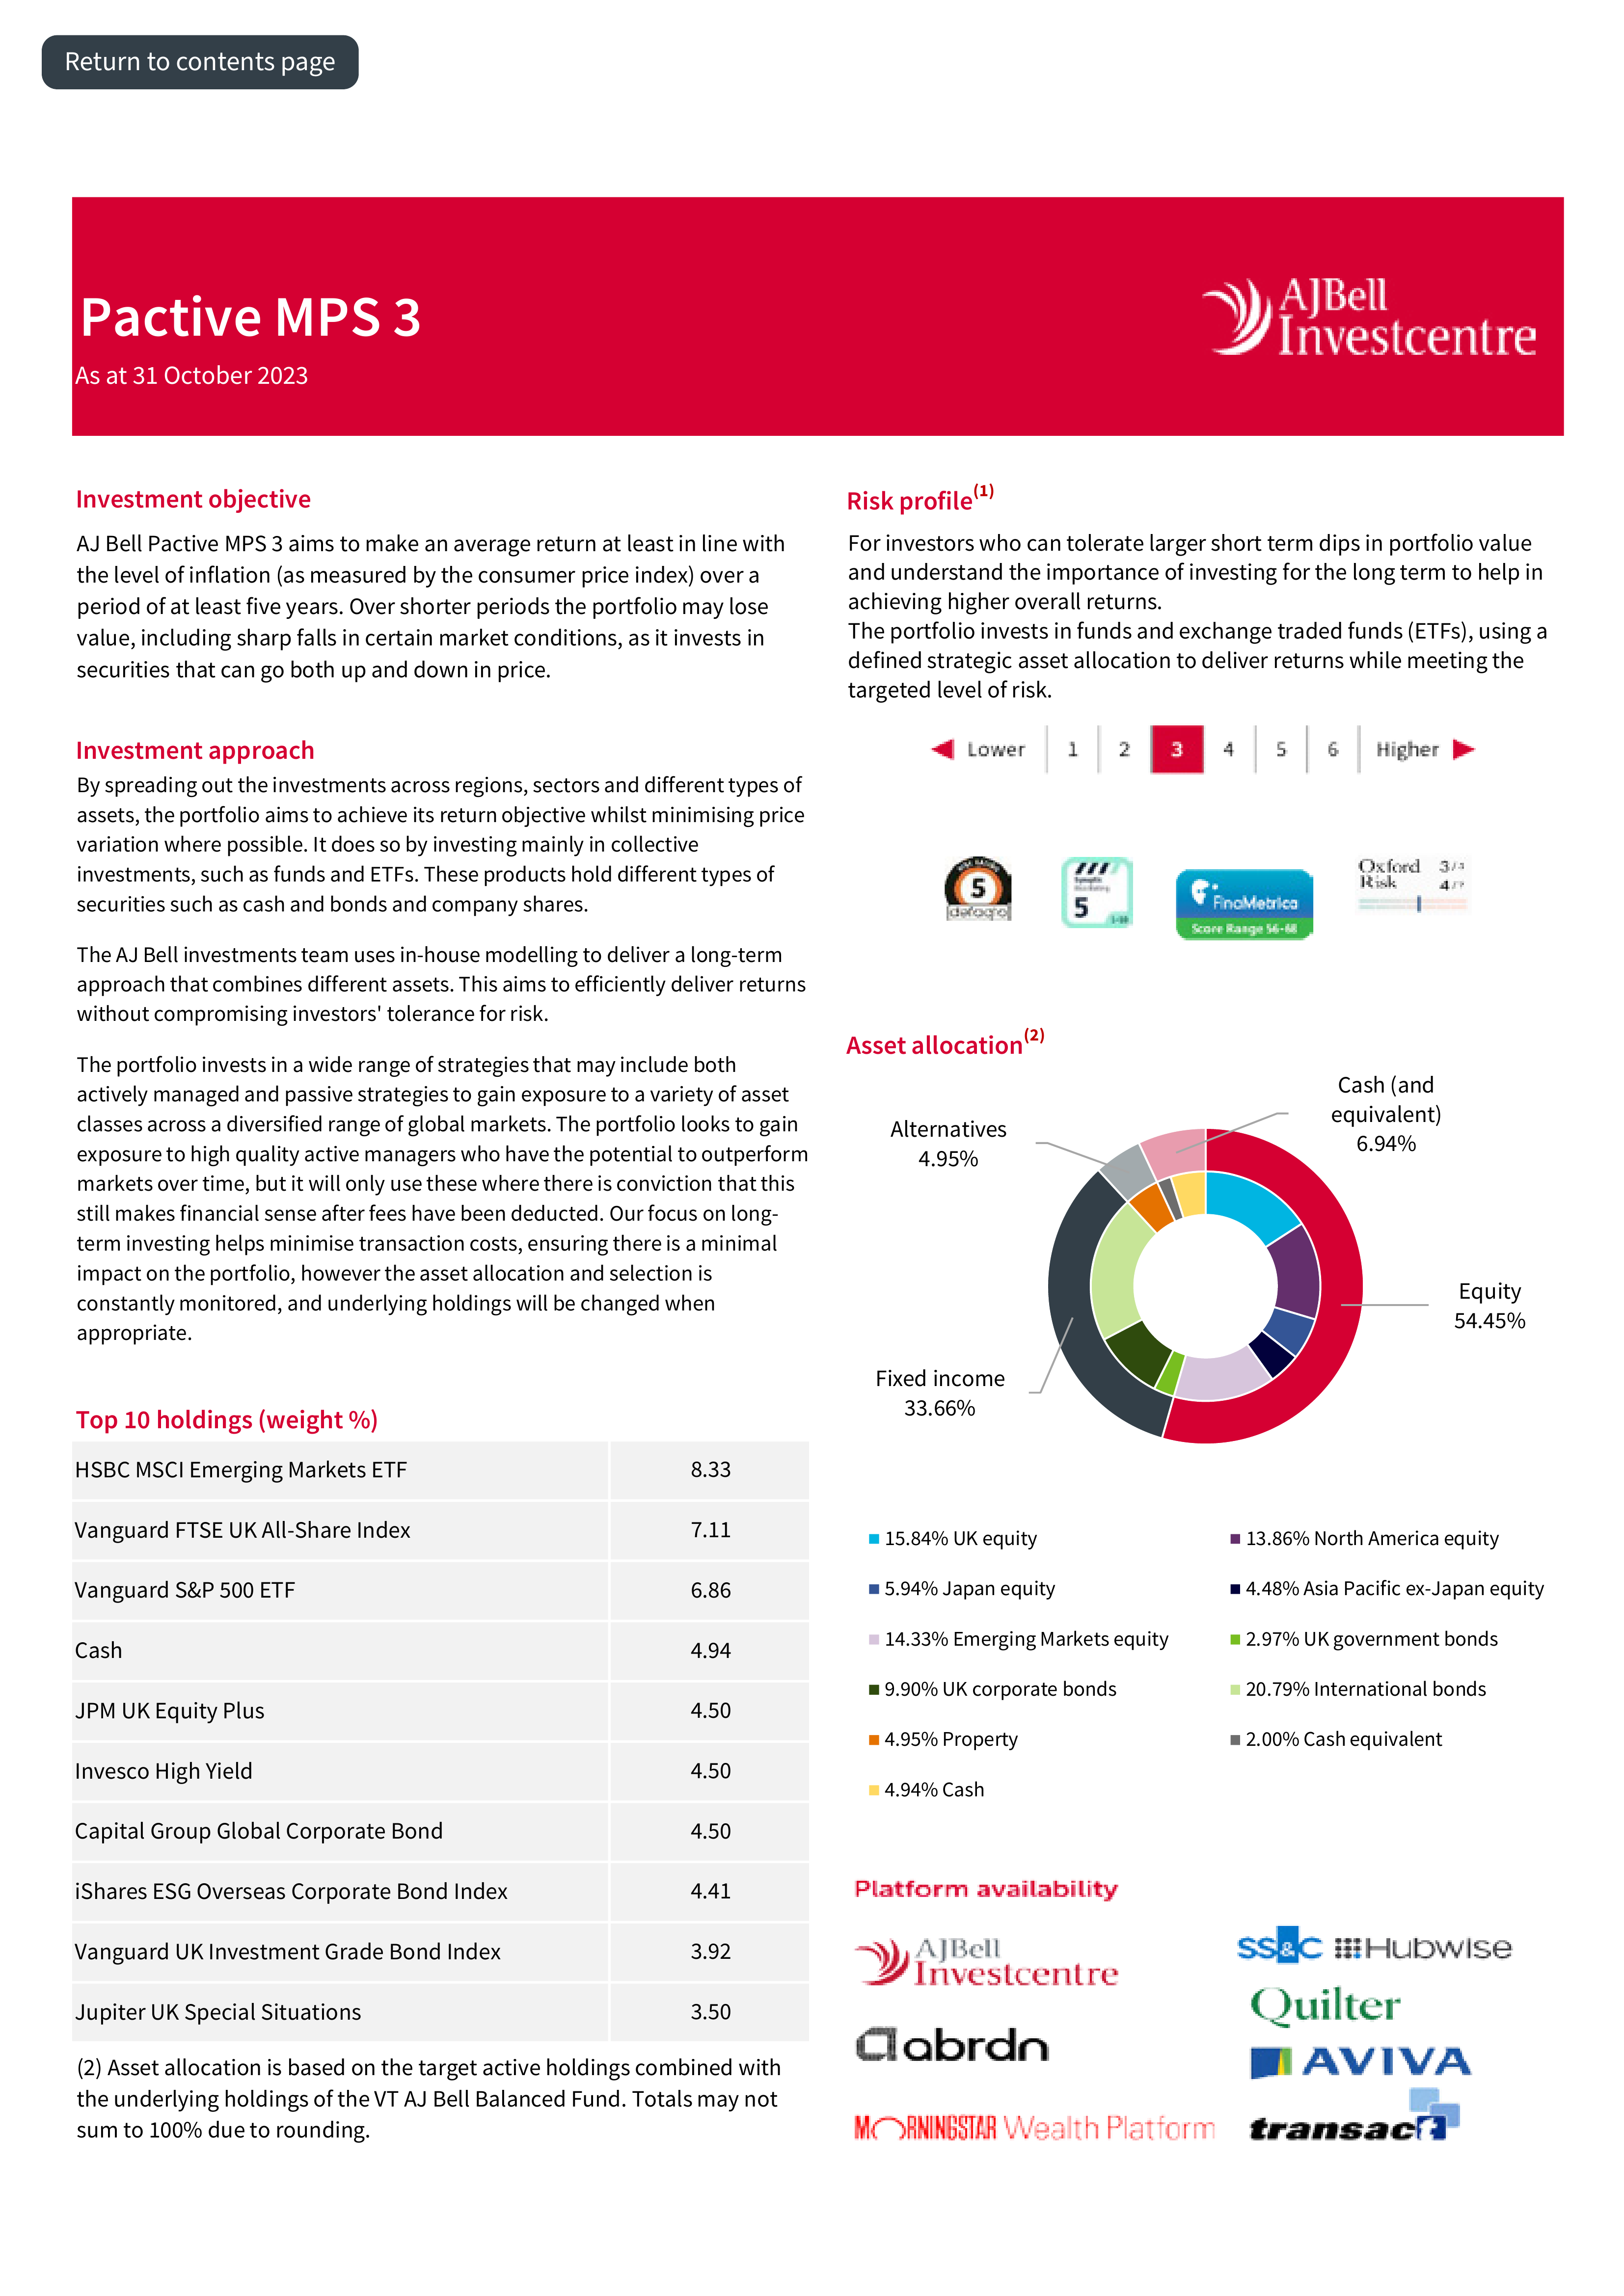 Return to contents page
Pactive MPS 3
As at 31 October 2023
AJBell
Investcentre
Investment objective
AJ Bell Pactive MPS 3 aims to make an average return at least in line with
the level of inflation (as measured by the consumer price index) over a
period of at least five years. Over shorter periods the portfolio may lose
value, including sharp falls in certain market conditions, as it invests in
securities that can go both up and down in price.
Investment approach
By spreading out the investments across regions, sectors and different types of
assets, the portfolio aims to achieve its return objective whilst minimising price
variation where possible. It does so by investing mainly in collective
investments, such as funds and ETFs. These products hold different types of
securities such as cash and bonds and company shares.
The AJ Bell investments team uses in-house modelling to deliver a long-term
approach that combines different assets. This aims to efficiently deliver returns
without compromising investors' tolerance for risk.
The portfolio invests in a wide range of strategies that may include both
actively managed and passive strategies to gain exposure to a variety of asset
classes across a diversified range of global markets. The portfolio looks to gain
exposure to high quality active managers who have the potential to outperform
markets over time, but it will only use these where there is conviction that this
still makes financial sense after fees have been deducted. Our focus on long-
term investing helps minimise transaction costs, ensuring there is a minimal
impact on the portfolio, however the asset allocation and selection is
constantly monitored, and underlying holdings will be changed when
appropriate.
Top 10 holdings (weight %)
HSBC MSCI Emerging Markets ETF 8.33
Vanguard FTSE UK All-Share Index 7.11
Vanguard S&P 500 ETF 6.86
Cash 4.94
JPM UK Equity Plus 4.50
Invesco High Yield 4.50
Capital Group Global Corporate Bond 4.50
iShares ESG Overseas Corporate Bond Index 4.41
Vanguard UK Investment Grade Bond Index 3.92
Jupiter UK Special Situations 3.50
(2) Asset allocation is based on the target active holdings combined with
the underlying holdings of the VT AJ Bell Balanced Fund. Totals may not
sum to 100% due to rounding.
Risk profile(1)
For investors who can tolerate larger short term dips in portfolio value
and understand the importance of investing for the long term to help in
achieving higher overall returns.
The portfolio invests in funds and exchange traded funds (ETFs), using a
defined strategic asset allocation to deliver returns while meeting the
targeted level of risk.
Lower 1 2 3 4 5 6 Higher
5
defaqto
5
FinaMetrica
Score Range 56-68
Oxford
Risk
Asset allocation(2)
Cash (and
equivalent)
6.94%
Alternatives
4.95%
Equity
54.45%
Fixed income
33.66%
15.84% UK equity
13.86% North America equity
5.94% Japan equity
4.48% Asia Pacific ex-Japan equity
14.33% Emerging Markets equity
2.97% UK government bonds
9.90% UK corporate bonds
20.79% International bonds
4.95% Property
2.00% Cash equivalent
4.94% Cash
Platform availability
AJBell
Investcentre
SS&C Hubwise
Quilter
abrdn
AVIVA
MORNINGSTAR Wealth Platform
transact